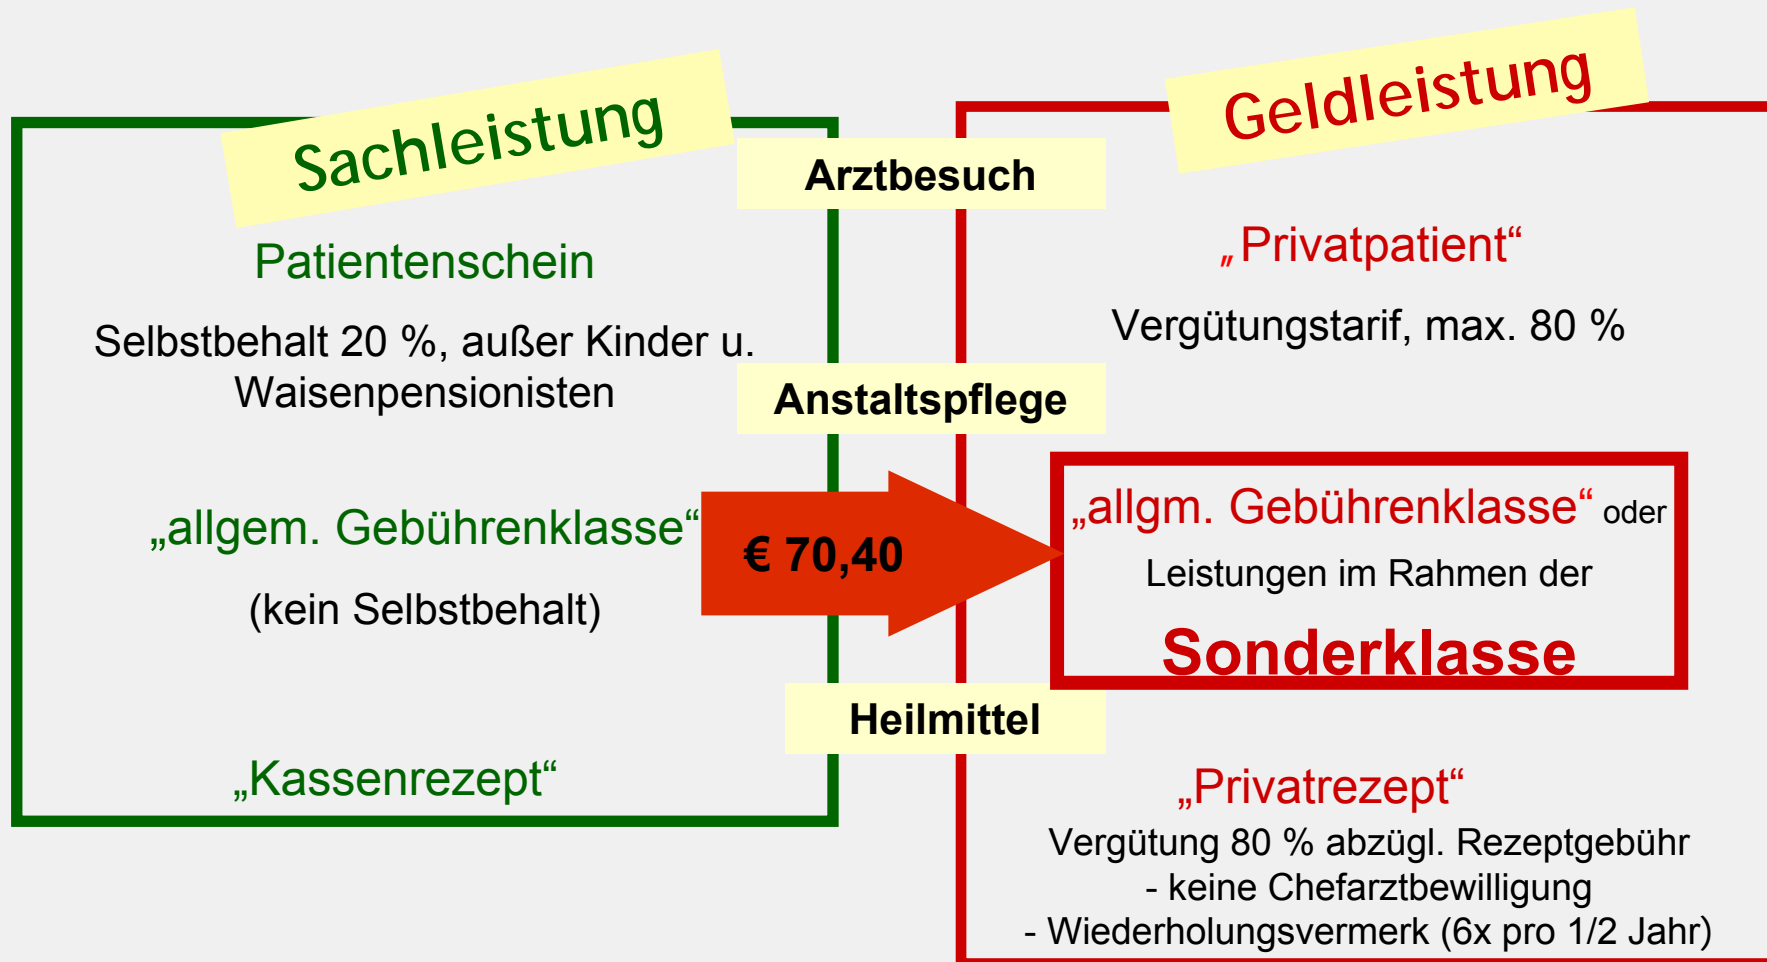 Sachleistung
Geldleistung
Arztbesuch
Patientenschein
Selbstbehalt 20 %, außer Kinder u.
Waisenpensionisten
„Privatpatient“
Vergütungstarif, max. 80 %
Anstaltspflege
„allgem. Gebührenklasse“
(kein Selbstbehalt)
€ 70,40
„allgm. Gebührenklasse“ oder
Leistungen im Rahmen der
Sonderklasse
Heilmittel
„Kassenrezept“
„Privatrezept“
Vergütung 80 % abzügl. Rezeptgebühr
- keine Chefarztbewilligung
- Wiederholungsvermerk (6x pro 1/2 Jahr)